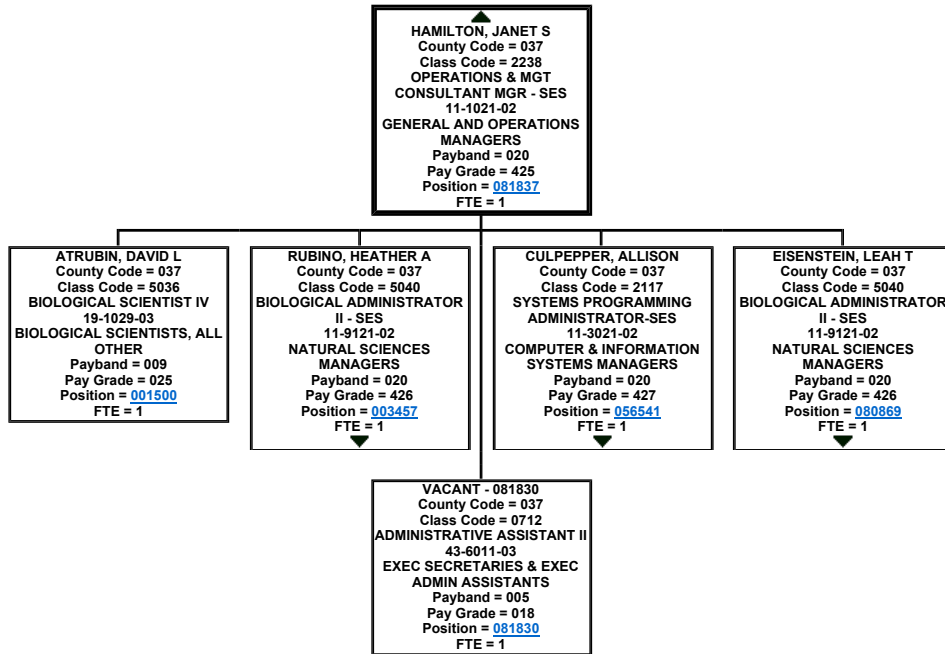 HAMILTON, JANET S
County Code = 037
Class Code = 2238
OPERATIONS & MGT
CONSULTANT MGR - SES
11-1021-02
GENERAL AND OPERATIONS
MANAGERS
Payband = 020
Pay Grade = 425
Position = 081837
FTE = 1
ATRUBIN, DAVID L
County Code = 037
Class Code = 5036
BIOLOGICAL SCIENTIST IV
19-1029-03
BIOLOGICAL SCIENTISTS, ALL
OTHER
Payband = 009
Pay Grade = 025
Position = 001500
FTE = 1
RUBINO, HEATHER A
County Code = 037
Class Code = 5040
BIOLOGICAL ADMINISTRATOR
II - SES
11-9121-02
NATURAL SCIENCES
MANAGERS
Payband = 020
Pay Grade = 426
Position = 003457
FTE = 1
CULPEPPER, ALLISON
County Code = 037
Class Code = 2117
SYSTEMS PROGRAMMING
ADMINISTRATOR-SES
11-3021-02
COMPUTER & INFORMATION
SYSTEMS MANAGERS
Payband = 020
Pay Grade = 427
Position = 056541
FTE = 1
EISENSTEIN, LEAH T
County Code = 037
Class Code = 5040
BIOLOGICAL ADMINISTRATOR
II - SES
11-9121-02
NATURAL SCIENCES
MANAGERS
Payband = 020
Pay Grade = 426
Position = 080869
FTE = 1
VACANT - 081830
County Code = 037
Class Code = 0712
ADMINISTRATIVE ASSISTANT II
43-6011-03
EXEC SECRETARIES & EXEC
ADMIN ASSISTANTS
Payband = 005
Pay Grade = 018
Position = 081830
FTE = 1